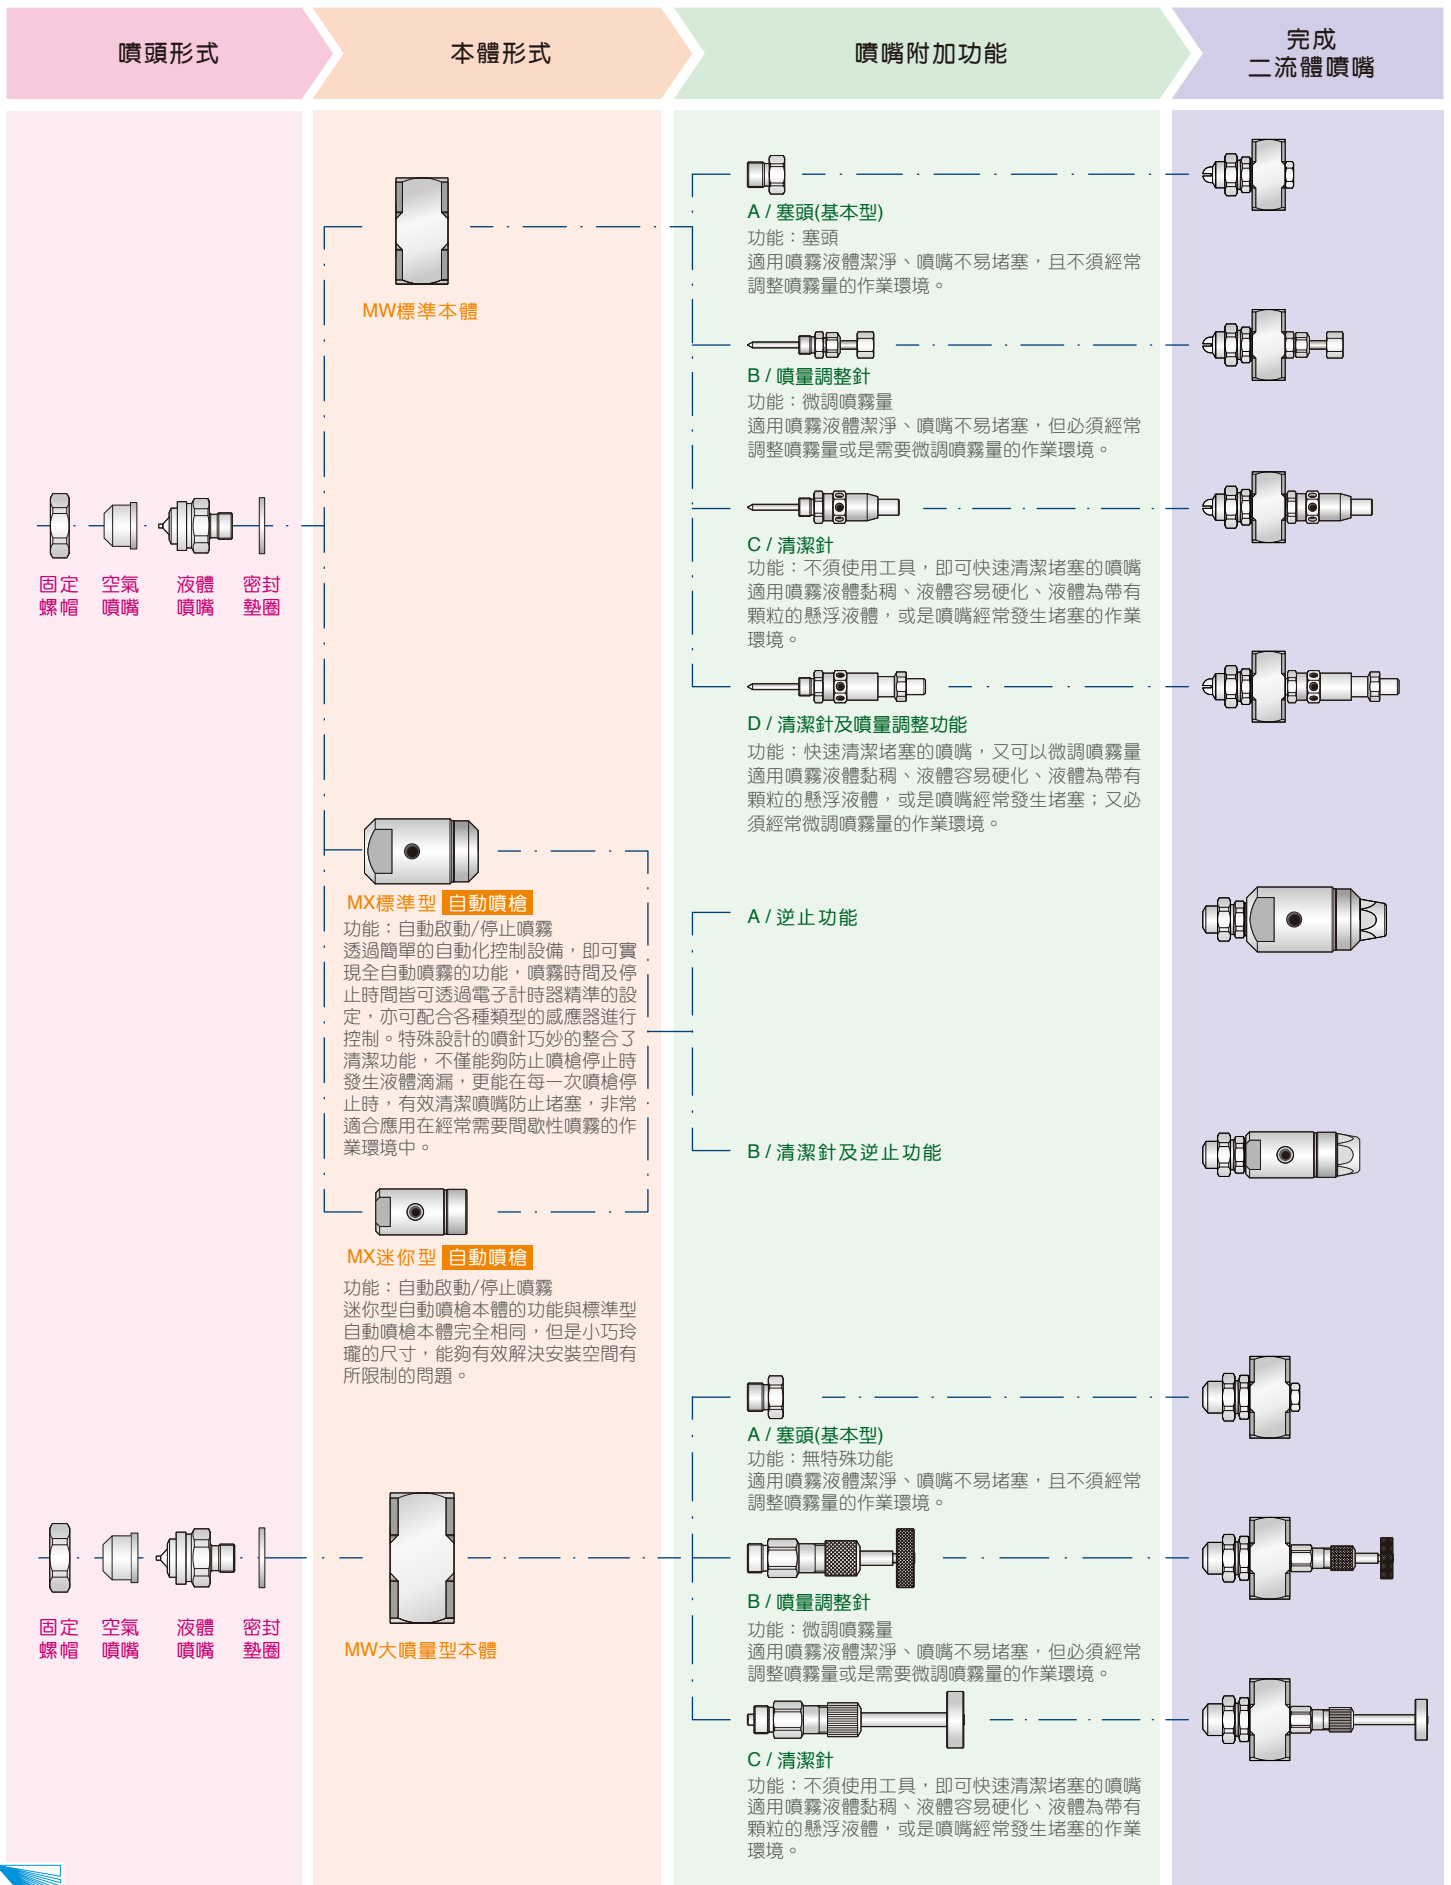 噴頭形式
本體形式
噴嘴附加功能
完成
二流體噴嘴
固定
螺帽
空氣
噴嘴
液體
噴嘴
密封
墊圈
MW標準本體
A / 塞頭(基本型)
功能：塞頭
適用噴霧液體潔淨、噴嘴不易堵塞，且不須經常
調整噴霧量的作業環境。
B / 噴量調整針
功能：微調噴霧量
適用噴霧液體潔淨、噴嘴不易堵塞，但必須經常
調整噴霧量或是需要微調噴霧量的作業環境。
C / 清潔針
功能：不須使用工具，即可快速清潔堵塞的噴嘴
適用噴霧液體黏稠、液體容易硬化、液體為帶有
顆粒的懸浮液體，或是噴嘴經常發生堵塞的作業
環境。
D / 清潔針及噴量調整功能
功能：快速清潔堵塞的噴嘴，又可以微調噴霧量
適用噴霧液體黏稠、液體容易硬化、液體為帶有
顆粒的懸浮液體，或是噴嘴經常發生堵塞；又必
須經常微調噴霧量的作業環境。
MX標準型 自動噴槍
功能：自動啟動/停止噴霧
透過簡單的自動化控制設備，即可實
現全自動噴霧的功能，噴霧時間及停
止時間皆可透過電子計時器精準的設
定，亦可配合各種類型的感應器進行
控制。特殊設計的噴針巧妙的整合了
清潔功能，不僅能夠防止噴槍停止時
發生液體滴漏，更能在每一次噴槍停
止時，有效清潔噴嘴防止堵塞，非常
適合應用在經常需要間歇性噴霧的作
業環境中。
A / 逆止功能
B / 清潔針及逆止功能
MX迷你型 自動噴槍
功能：自動啟動/停止噴霧
迷你型自動噴槍本體的功能與標準型
自動噴槍本體完全相同，但是小巧玲
瓏的尺寸，能夠有效解決安裝空間有
所限制的問題。
固定
螺帽
空氣
噴嘴
液體
噴嘴
密封
墊圈
MW大噴量型本體
A / 塞頭(基本型)
功能：無特殊功能
適用噴霧液體潔淨、噴嘴不易堵塞，且不須經常
調整噴霧量的作業環境。
B / 噴量調整針
功能：微調噴霧量
適用噴霧液體潔淨、噴嘴不易堵塞，但必須經常
調整噴霧量或是需要微調噴霧量的作業環境。
C / 清潔針
功能：不須使用工具，即可快速清潔堵塞的噴嘴
適用噴霧液體黏稠、液體容易硬化、液體為帶有
顆粒的懸浮液體，或是噴嘴經常發生堵塞的作業
環境。